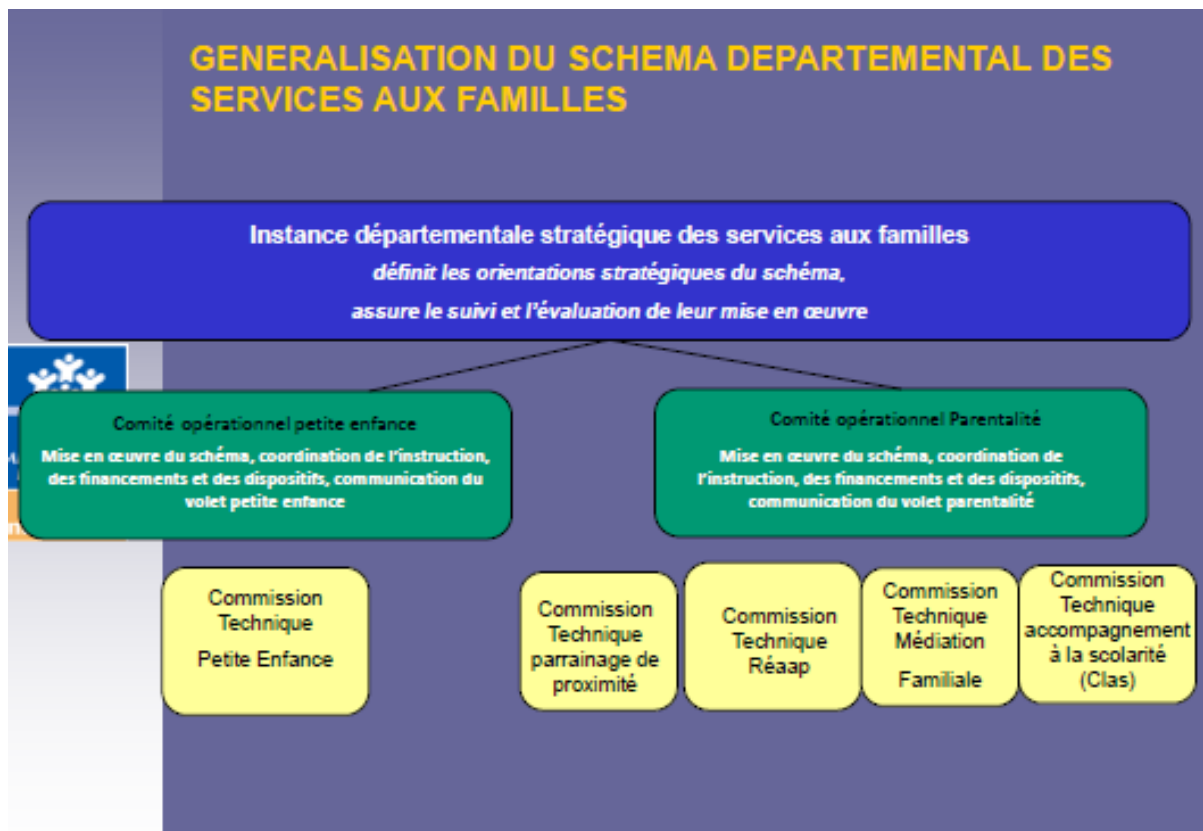 GENERALISATION DU SCHEMA DEPARTEMENTAL DES
SERVICES AUX FAMILLES
Instance départementale stratégique des services aux familles
définit les orientations stratégiques du schéma,
assure le suivi et l'évaluation de leur mise en œuvre
Comité opérationnel petite enfance
Mise en œuvre du schéma, coordination de l'instruction,
des financements et des dispositifs, communication du
volet petite enfance
Comité opérationnel Parentalité
Mise en œuvre du schéma, coordination de
l'instruction, des financements et des dispositifs,
communication du volet parentalité
Commission
Technique
Petite Enfance
Commission
Technique
parrainage de
proximité
Commission
Technique
Réaap
Commission
Technique
Médiation
Familiale
Commission
Technique
accompagnement
à la scolarité
(Clas)